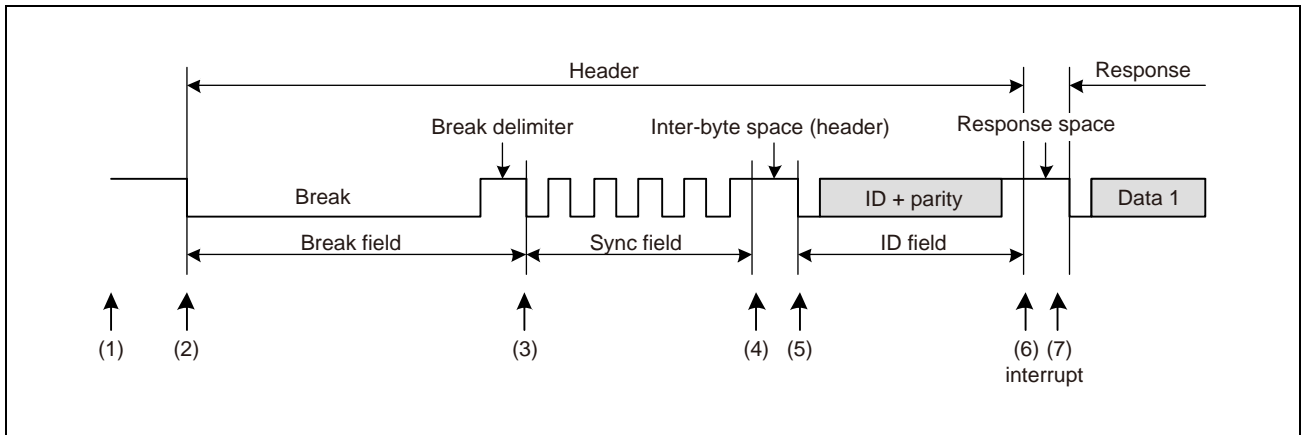 Header
Response
Break delimiter
Inter-byte space (header)
Response space
Break
ID + parity
Data 1
Break field
Sync field
ID field
(1)
(2)
(3)
(4)
(5)
(6)
(7)
interrupt